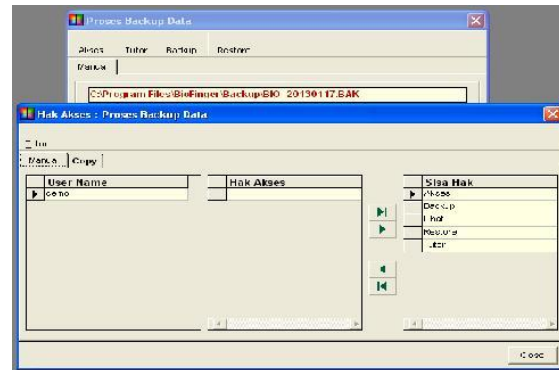 Proses Backup Data
Akses Tutor Backup Restore
Manual
C:\Program Files\BioFinger\Backup\BIO_20130117.BAK
Hak Akses : Proses Backup Data
Manual Copy
User Name Hak Akses Sisa Hak
demo Akses
Backup
Lihat
Restore
Tutor
Close